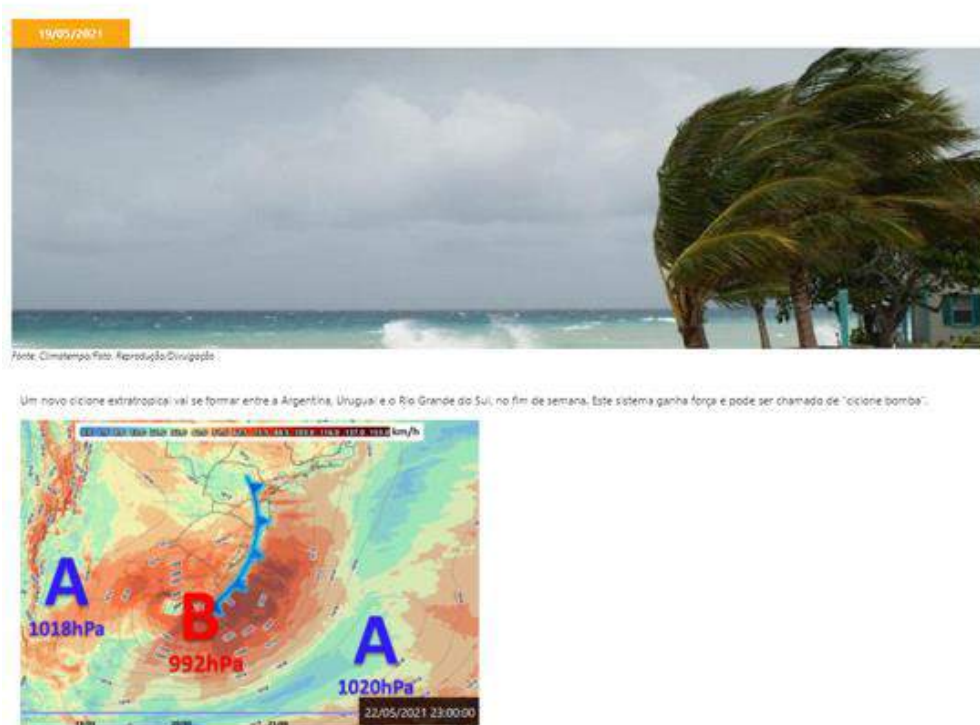 19/05/2021
Fonte: Climatempo/Foto: Reprodução/Divulgação
Um novo ciclone extratropical vai se formar entre a Argentina, Uruguai e o Rio Grande do Sul, no fim de semana. Este sistema ganha força e pode ser chamado de "ciclone bomba".
km/h
A
1018hPa
B
992hPa
A
1020hPa
22/05/2021 23:00:00